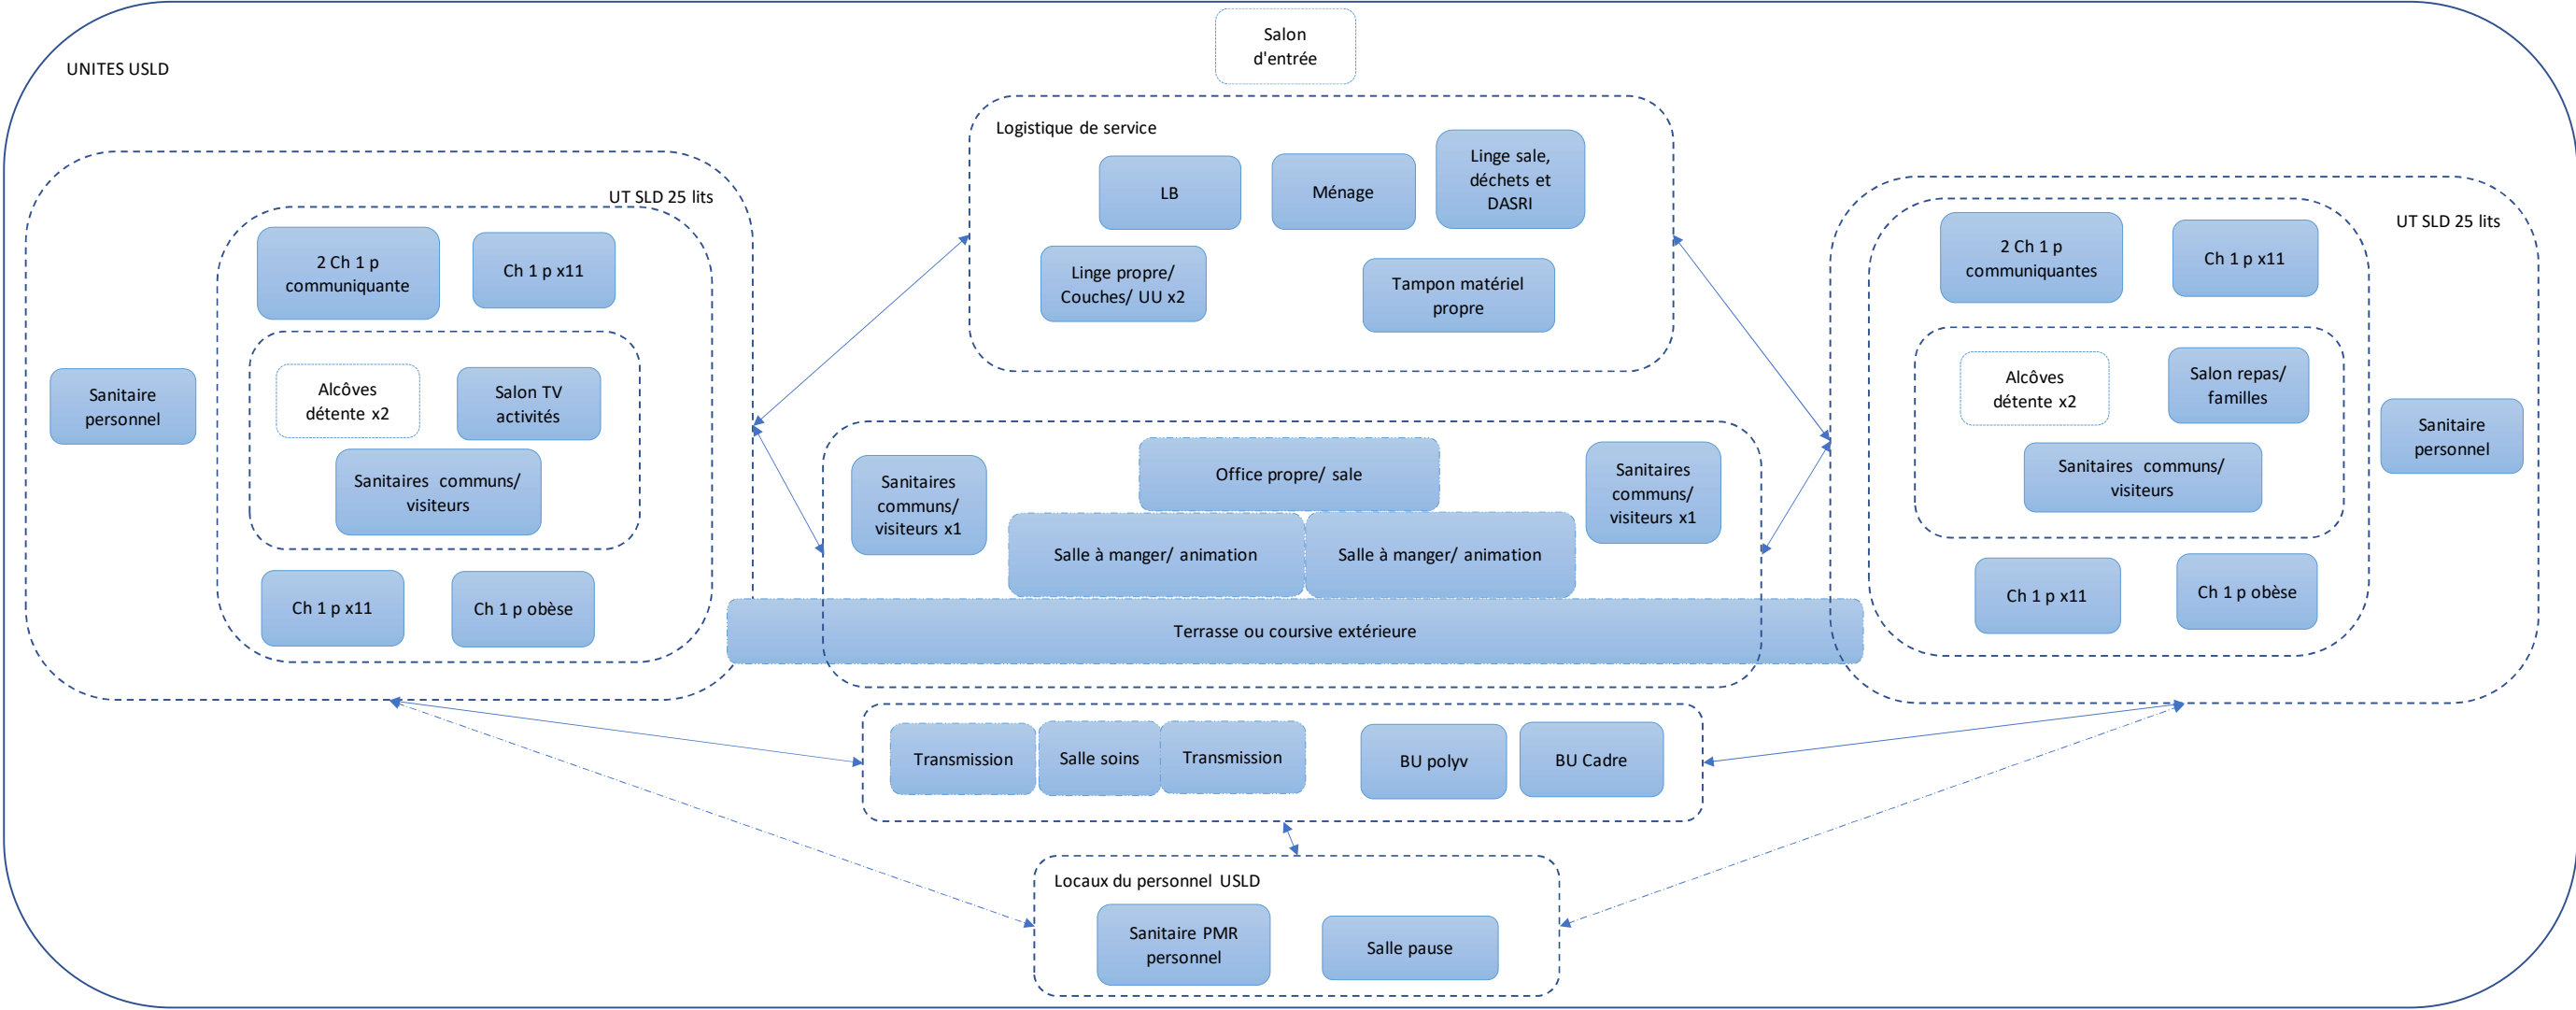 Salon
d'entrée
UNITES USLD
Logistique de service
LB
Ménage
Linge sale,
déchets et
DASRI
Linge propre/
Couches/ UU x2
Tampon matériel
propre
UT SLD 25 lits
2 Ch 1 p
communiquante
Ch 1 p x11
Sanitaire
personnel
Alcôves
détente x2
Salon TV
activités
Sanitaires communs/
visiteurs
Ch 1 p x11
Ch 1 p obèse
Sanitaires
communs/
visiteurs x1
Office propre/ sale
Sanitaires
communs/
visiteurs x1
Salle à manger/ animation
Salle à manger/ animation
Terrasse ou coursive extérieure
UT SLD 25 lits
2 Ch 1 p
communiquantes
Ch 1 p x11
Alcôves
détente x2
Salon repas/
familles
Sanitaires communs/
visiteurs
Sanitaire
personnel
Ch 1 p x11
Ch 1 p obèse
Transmission
Salle soins
Transmission
BU polyv
BU Cadre
Locaux du personnel USLD
Sanitaire PMR
personnel
Salle pause